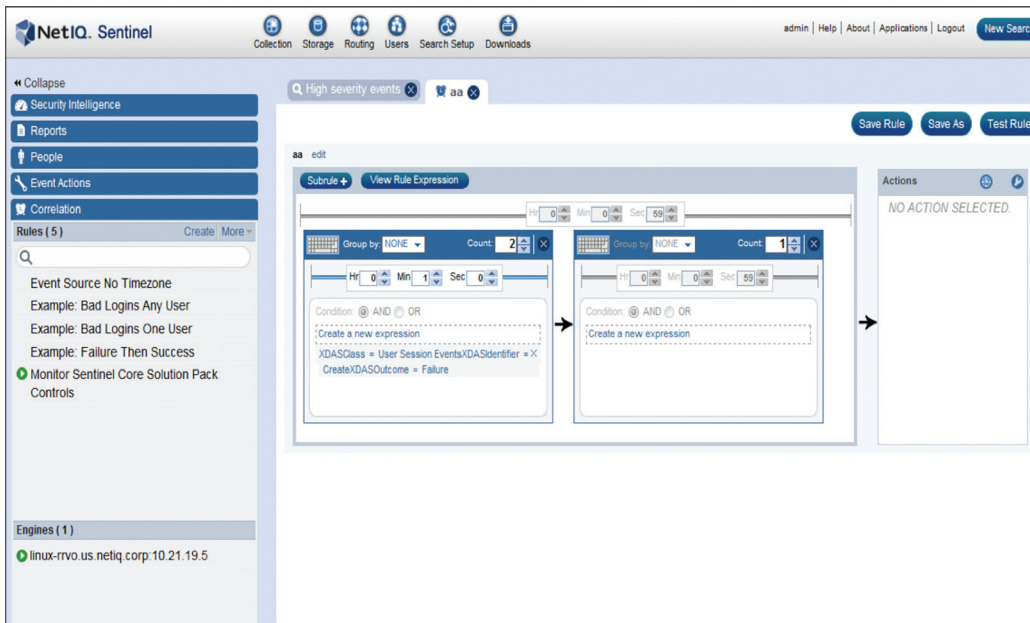 NetIQ. Sentinel
Collection Storage Routing Users Search Setup Downloads
admin | Help | About | Applications | Logout
New Searc
Collapse
Security Intelligence
Reports
People
Event Actions
Correlation
Rules ( 5 ) Create More
Event Source No Timezone
Example: Bad Logins Any User
Example: Bad Logins One User
Example: Failure Then Success
Monitor Sentinel Core Solution Pack
Controls
Engines ( 1 )
linux-rrvo.us.netiq.corp:10.21.19.5
High severity events
aa
Save Rule Save As Test Rule
aa edit
Subrule + View Rule Expression
Hr 0 Min 0 Sec 59
Group by: NONE Count: 2
Hr 0 Min 1 Sec 0
Condition: AND OR
Create a new expression
XDASClass = User Session EventsXDASIdentifier = X
CreateXDASOutcome = Failure
Group by: NONE Count: 1
Hr 0 Min 0 Sec 59
Condition: AND OR
Create a new expression
Actions
NO ACTION SELECTED.